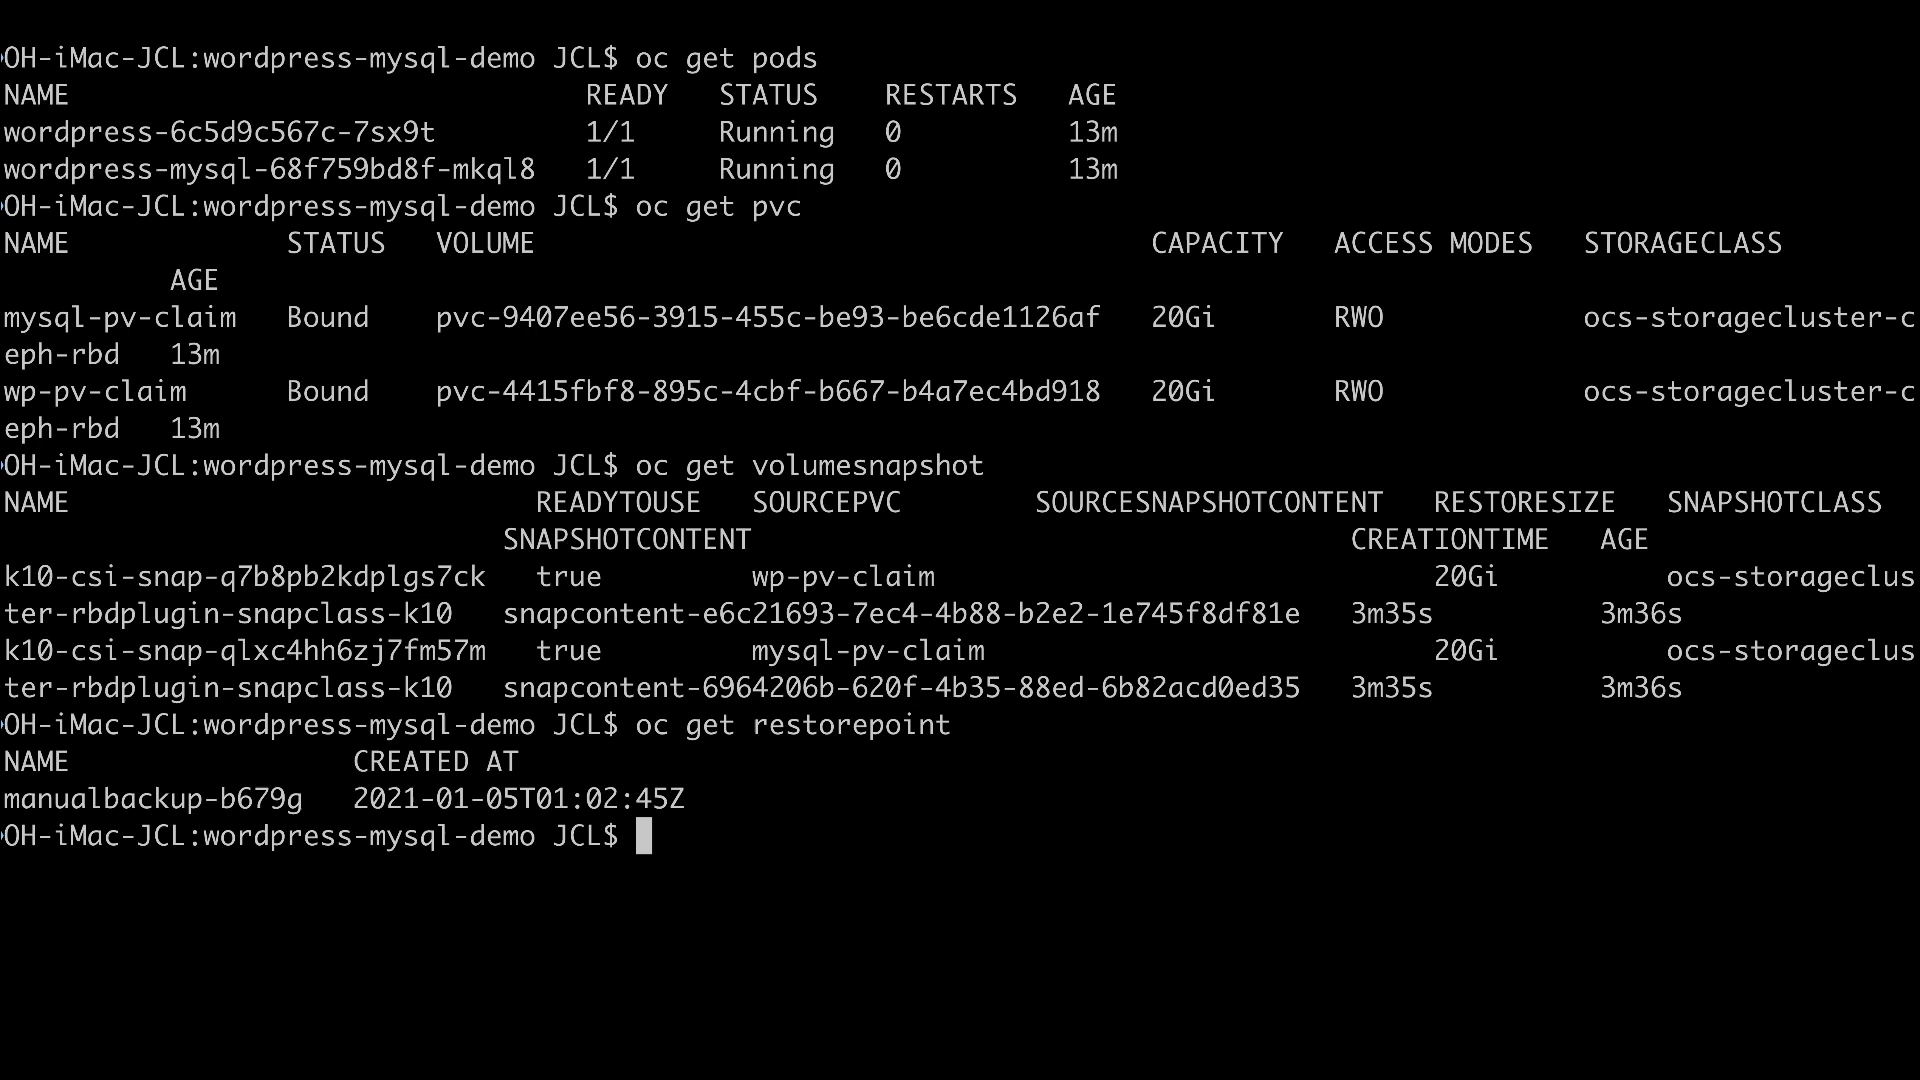 OH-iMac-JCL:wordpress-mysql-demo JCL$ oc get pods
NAME                               READY   STATUS    RESTARTS   AGE
wordpress-6c5d9c567c-7sx9t         1/1     Running   0          13m
wordpress-mysql-68f759bd8f-mkql8   1/1     Running   0          13m
OH-iMac-JCL:wordpress-mysql-demo JCL$ oc get pvc
NAME             STATUS   VOLUME                                     CAPACITY   ACCESS MODES   STORAGECLASS
          AGE
mysql-pv-claim   Bound    pvc-9407ee56-3915-455c-be93-be6cde1126af   20Gi       RWO            ocs-storagecluster-c
eph-rbd   13m
wp-pv-claim      Bound    pvc-4415fbf8-895c-4cbf-b667-b4a7ec4bd918   20Gi       RWO            ocs-storagecluster-c
eph-rbd   13m
OH-iMac-JCL:wordpress-mysql-demo JCL$ oc get volumesnapshot
NAME                            READYTOUSE   SOURCEPVC        SOURCESNAPSHOTCONTENT   RESTORESIZE   SNAPSHOTCLASS
                              SNAPSHOTCONTENT                                    CREATIONTIME   AGE
k10-csi-snap-q7b8pb2kdplgs7ck   true         wp-pv-claim                              20Gi          ocs-storageclus
ter-rbdplugin-snapclass-k10   snapcontent-e6c21693-7ec4-4b88-b2e2-1e745f8df81e   3m35s          3m36s
k10-csi-snap-qlxc4hh6zj7fm57m   true         mysql-pv-claim                           20Gi          ocs-storageclus
ter-rbdplugin-snapclass-k10   snapcontent-6964206b-620f-4b35-88ed-6b82acd0ed35   3m35s          3m36s
OH-iMac-JCL:wordpress-mysql-demo JCL$ oc get restorepoint
NAME                 CREATED AT
manualbackup-b679g   2021-01-05T01:02:45Z
OH-iMac-JCL:wordpress-mysql-demo JCL$